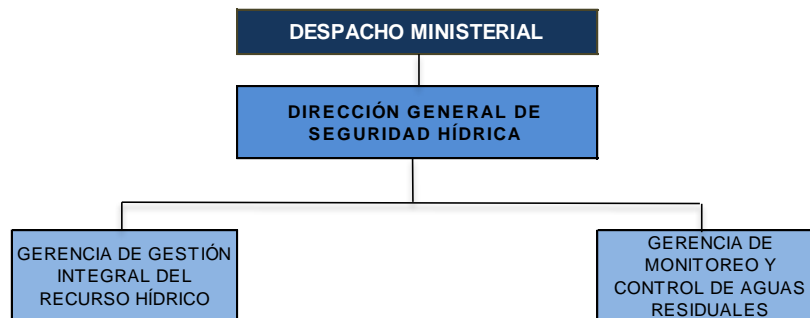 DESPACHO MINISTERIAL
DIRECCIÓN GENERAL DE
SEGURIDAD HÍDRICA
GERENCIA DE GESTIÓN
INTEGRAL DEL
RECURSO HÍDRICO
GERENCIA DE
MONITOREO Y
CONTROL DE AGUAS
RESIDUALES